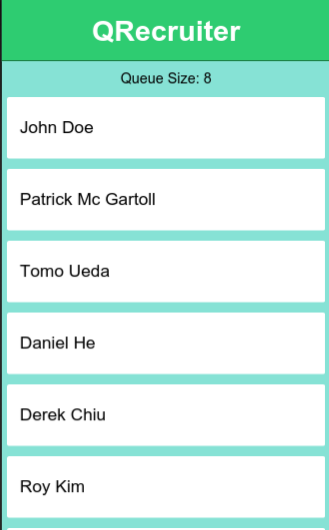 QRecruiter
Queue Size: 8
John Doe
Patrick Mc Gartoll
Tomo Ueda
Daniel He
Derek Chiu
Roy Kim